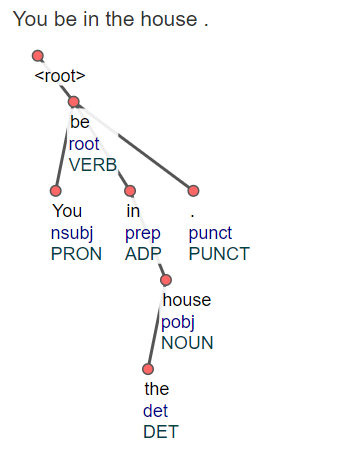 You be in the house .
<root>
be
root
VERB
You in .
nsubj prep punct
PRON ADP PUNCT
house
pobj
NOUN
the
det
DET